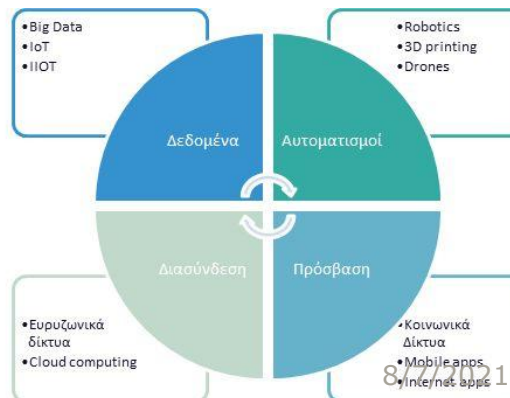 •Big Data
•IoT
•IIOT
•Robotics
•3D printing
•Drones
Δεδομένα
Αυτοματισμοί
Διασύνδεση
Πρόσβαση
•Ευρυζωνικά
δίκτυα
•Cloud computing
•Κοινωνικά
Δίκτυα
•Mobile apps
•Internet apps
8/7/2021